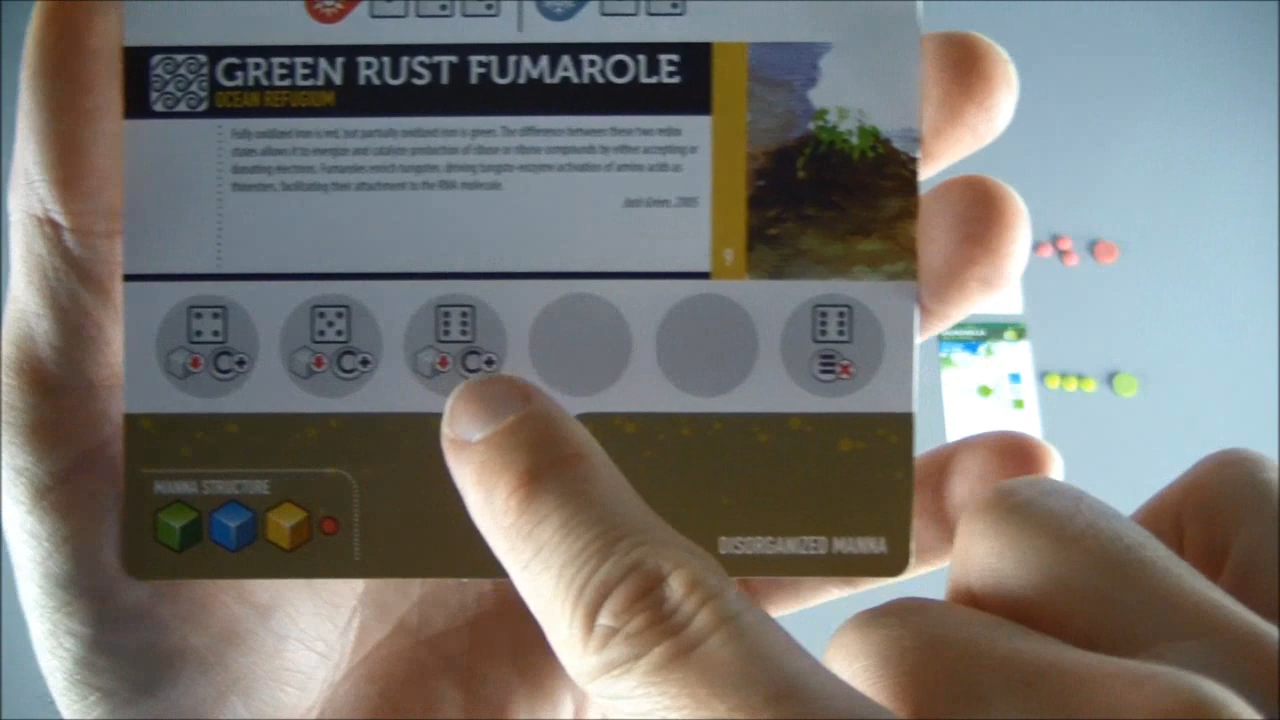 GREEN RUST FUMAROLE
OCEAN REFUGIUM
Fully oxidized iron is red, but partially oxidized iron is green. The difference between these two redox
states allows it to energize and catalyze production of ribose or ribose compounds by either accepting or
donating electrons. Fumaroles enrich tungsten, driving tungsto-enzyme activation of amino acids as
thioesters, facilitating their attachment to the RNA molecule.
2005
9
C+ C+ C+
MANNA STRUCTURE
DISORGANIZED MANNA